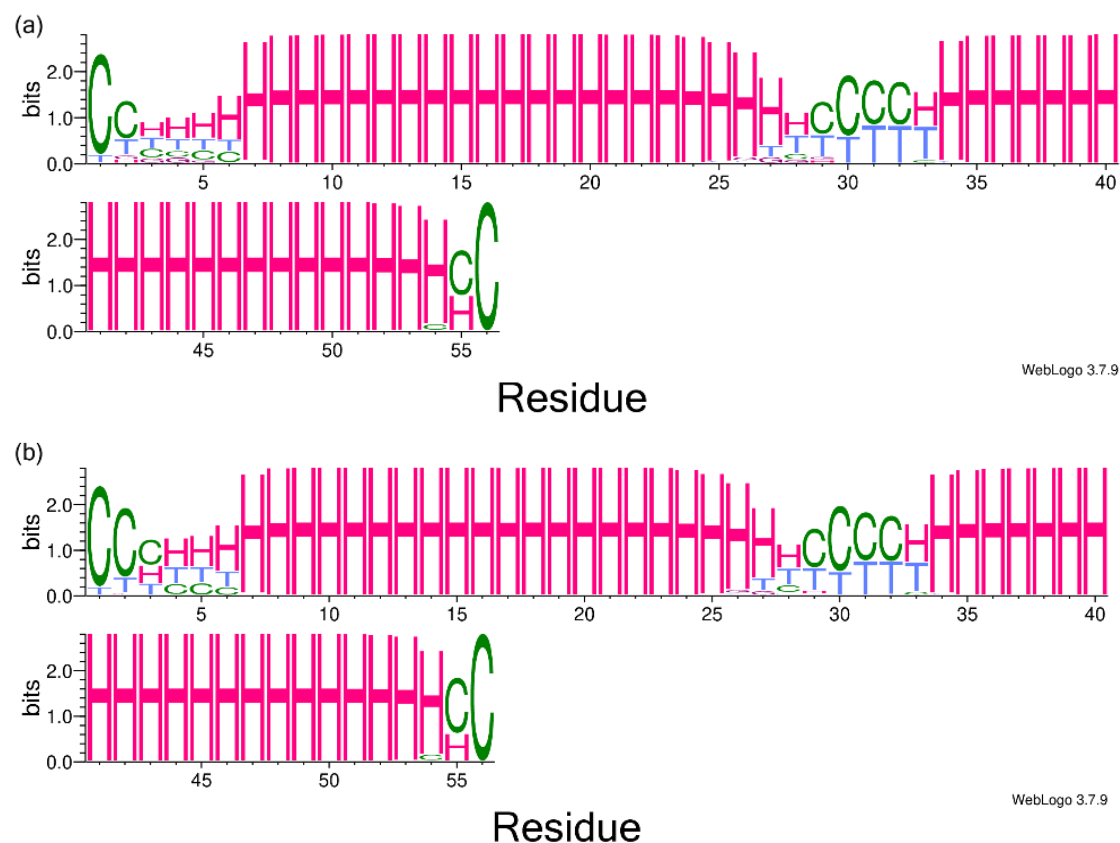 (a)
bits
2.0
1.0
0.0
C C H H H H H H H H H H H H H H H H H H H H H H H H H H C C C C H H H H H H H H
T T T T T T T T T T T T T
C C C C C
5 10 15 20 25 30 35 40
bits
2.0
1.0
0.0
H H H H H H H H H H H H H H C C
C H
45 50 55
WebLogo 3.7.9
Residue
(b)
bits
2.0
1.0
0.0
C C C H H H H H H H H H H H H H H H H H H H H H H H H H C C C C H H H H H H H H
T T H T T T T T T T T T T
T C C C C
5 10 15 20 25 30 35 40
bits
2.0
1.0
0.0
H H H H H H H H H H H H H H C C
C H
45 50 55
WebLogo 3.7.9
Residue